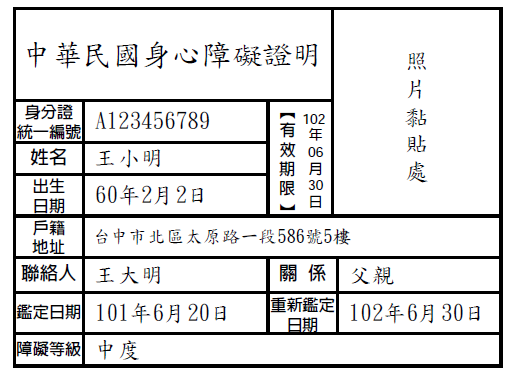 中華民國身心障礙證明
照片黏貼處
身分證統一編號 A123456789
【有效期限】 102年06月30日
姓名 王小明
出生日期 60年2月2日
戶籍地址 台中市北區太原路一段586號5樓
聯絡人 王大明 關係 父親
鑑定日期 101年6月20日 重新鑑定日期 102年6月30日
障礙等級 中度